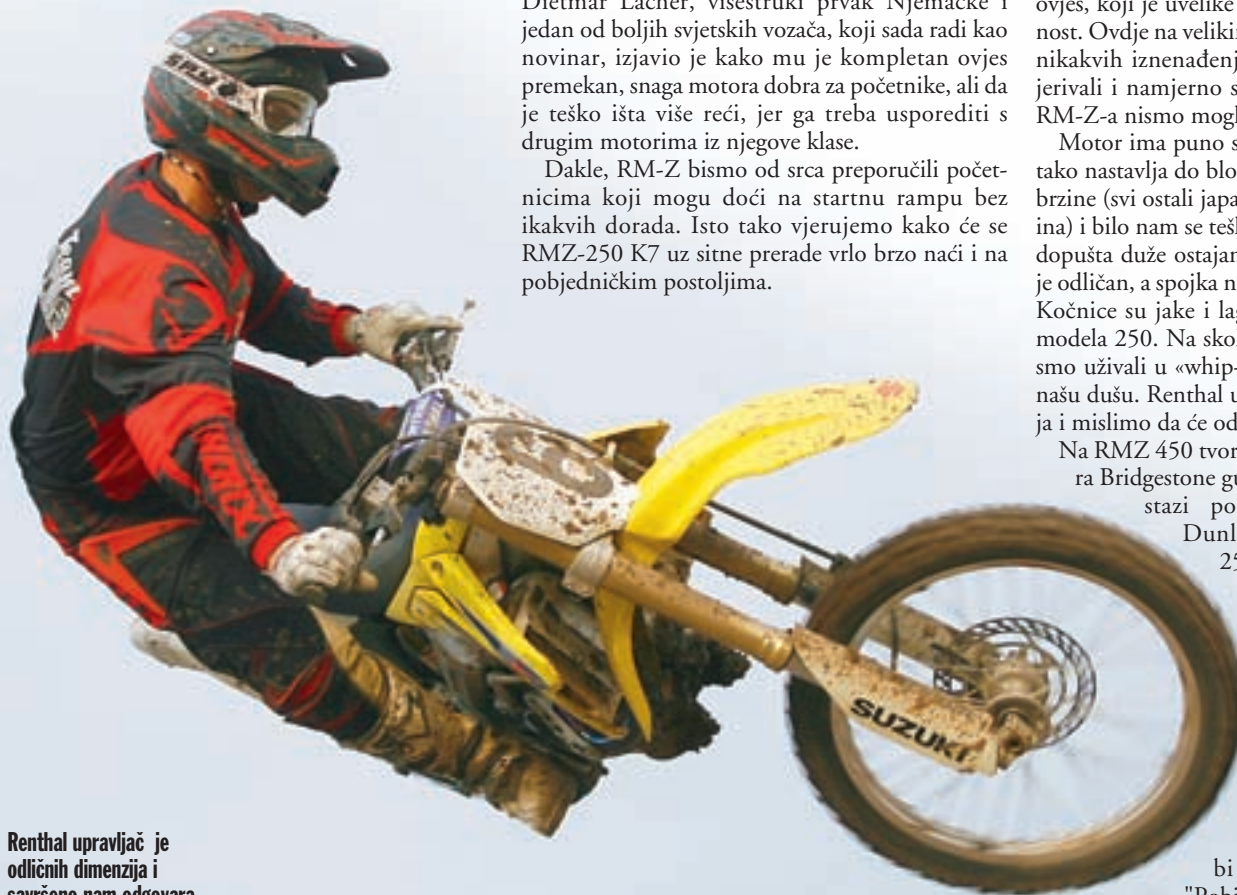 Dietmar Lacher, višestruki prvak Njemačke i
jedan od boljih svjetskih vozača, koji sada radi kao
novinar, izjavio je kako mu je kompletan ovjes
premekan, snaga motora dobra za početnike, ali da
je teško išta više reći, jer ga treba usporediti s
drugim motorima iz njegove klase.
Dakle, RM-Z bismo od srca preporučili počet-
nicima koji mogu doći na startnu rampu bez
ikakvih dorada. Isto tako vjerujemo kako će se
RMZ-250 K7 uz sitne prerade vrlo brzo naći i na
pobjedničkim postoljima.
ovjes, koji je uvelike
nost. Ovdje na velikim
nikakvih iznenađenj
jerivali i namjerno s
RM-Z-a nismo mogl
Motor ima puno s
tako nastavlja do blo
brzine (svi ostali japa
ina) i bilo nam se tešk
dopušta duže ostajan
je odličan, a spojka n
Kočnice su jake i lag
modela 250. Na sko
smo uživali u «whip-
našu dušu. Renthal u
ja i mislimo da će od
Na RMZ 450 tvor
ra Bridgestone gu
stazi po
Dunl
25
bi
SUZUKI
Renthal upravljač je
odličnih dimenzija i
savršeno nam odgovara